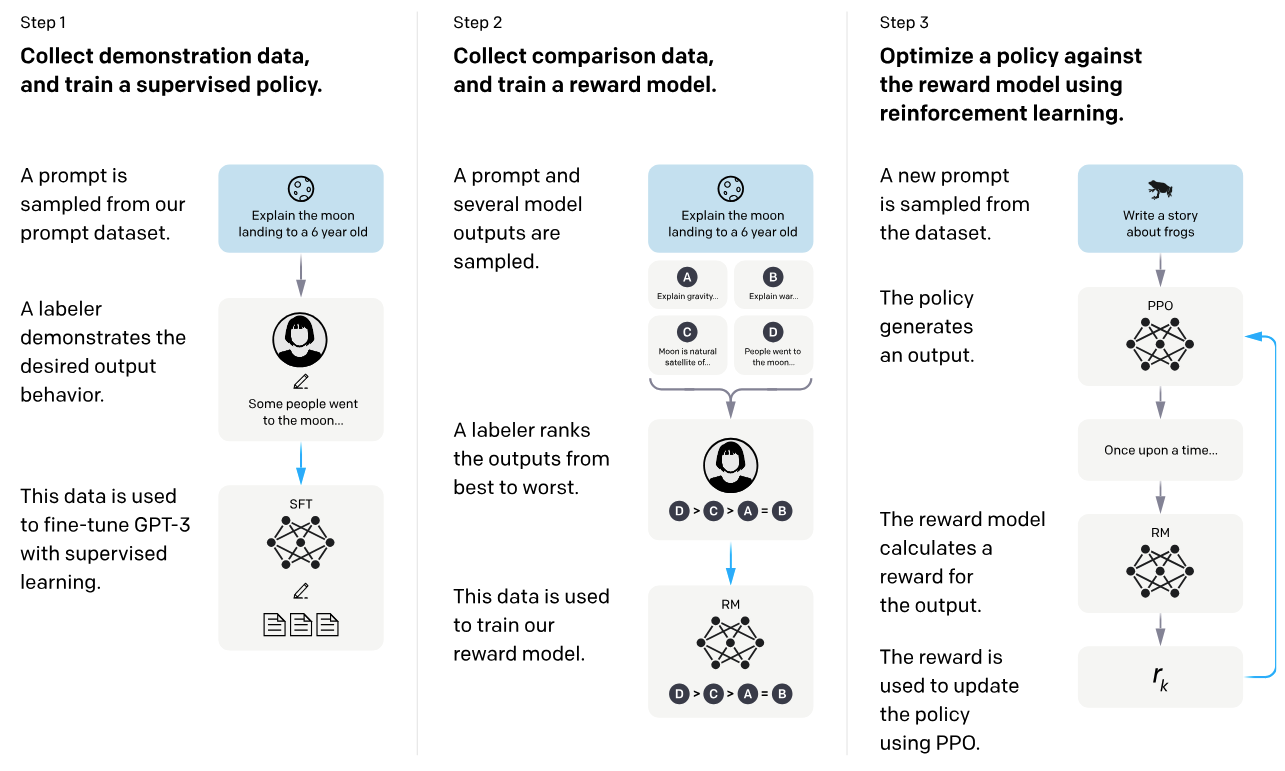 Step 1
Collect demonstration data,
and train a supervised policy.
A prompt is
sampled from our
prompt dataset.
Explain the moon
landing to a 6 year old
A labeler
demonstrates the
desired output
behavior.
Some people went
to the moon...
This data is used
to fine-tune GPT-3
with supervised
learning.
SFT
Step 2
Collect comparison data,
and train a reward model.
A prompt and
several model
outputs are
sampled.
Explain the moon
landing to a 6 year old
A
Explain gravity...
B
Explain war...
C
Moon is natural
satellite of...
D
People went to
the moon...
A labeler ranks
the outputs from
best to worst.
D > C > A = B
This data is used
to train our
reward model.
RM
D > C > A = B
Step 3
Optimize a policy against
the reward model using
reinforcement learning.
A new prompt
is sampled from
the dataset.
Write a story
about frogs
The policy
generates
an output.
PPO
Once upon a time...
The reward model
calculates a
reward for
the output.
RM
The reward is
used to update
the policy
using PPO.
r_k